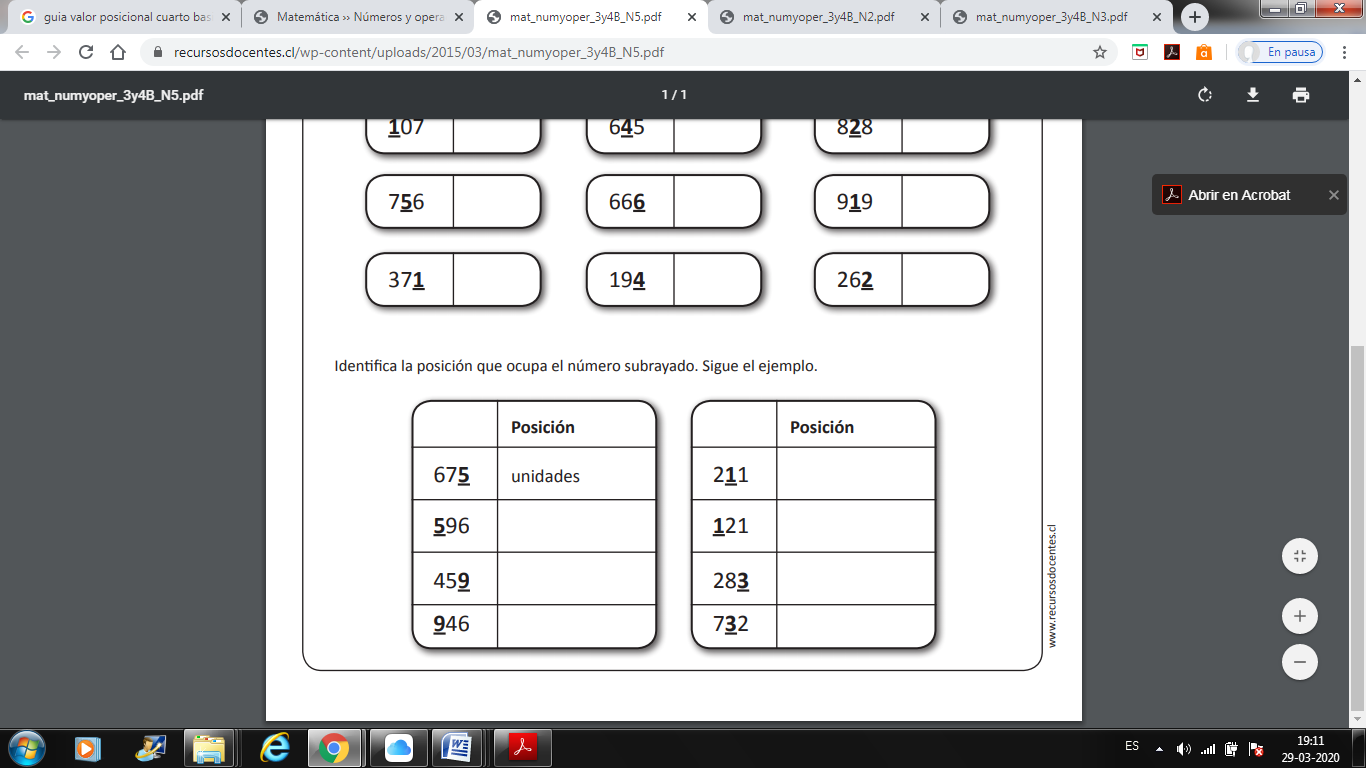 guia valor posicional cuarto bas
Matemática ›› Números y opera
mat_numyoper_3y4B_N5.pdf
mat_numyoper_3y4B_N2.pdf
mat_numyoper_3y4B_N3.pdf
recursosdocentes.cl/wp-content/uploads/2015/03/mat_numyoper_3y4B_N5.pdf
En pausa
mat_numyoper_3y4B_N5.pdf
1 / 1
Abrir en Acrobat
107 645 828
756 666 919
371 194 262
Identifica la posición que ocupa el número subrayado. Sigue el ejemplo.
Posición
675 unidades
596
459
946
Posición
211
121
283
732
www.recursosdocentes.cl
ES
19:11
29-03-2020